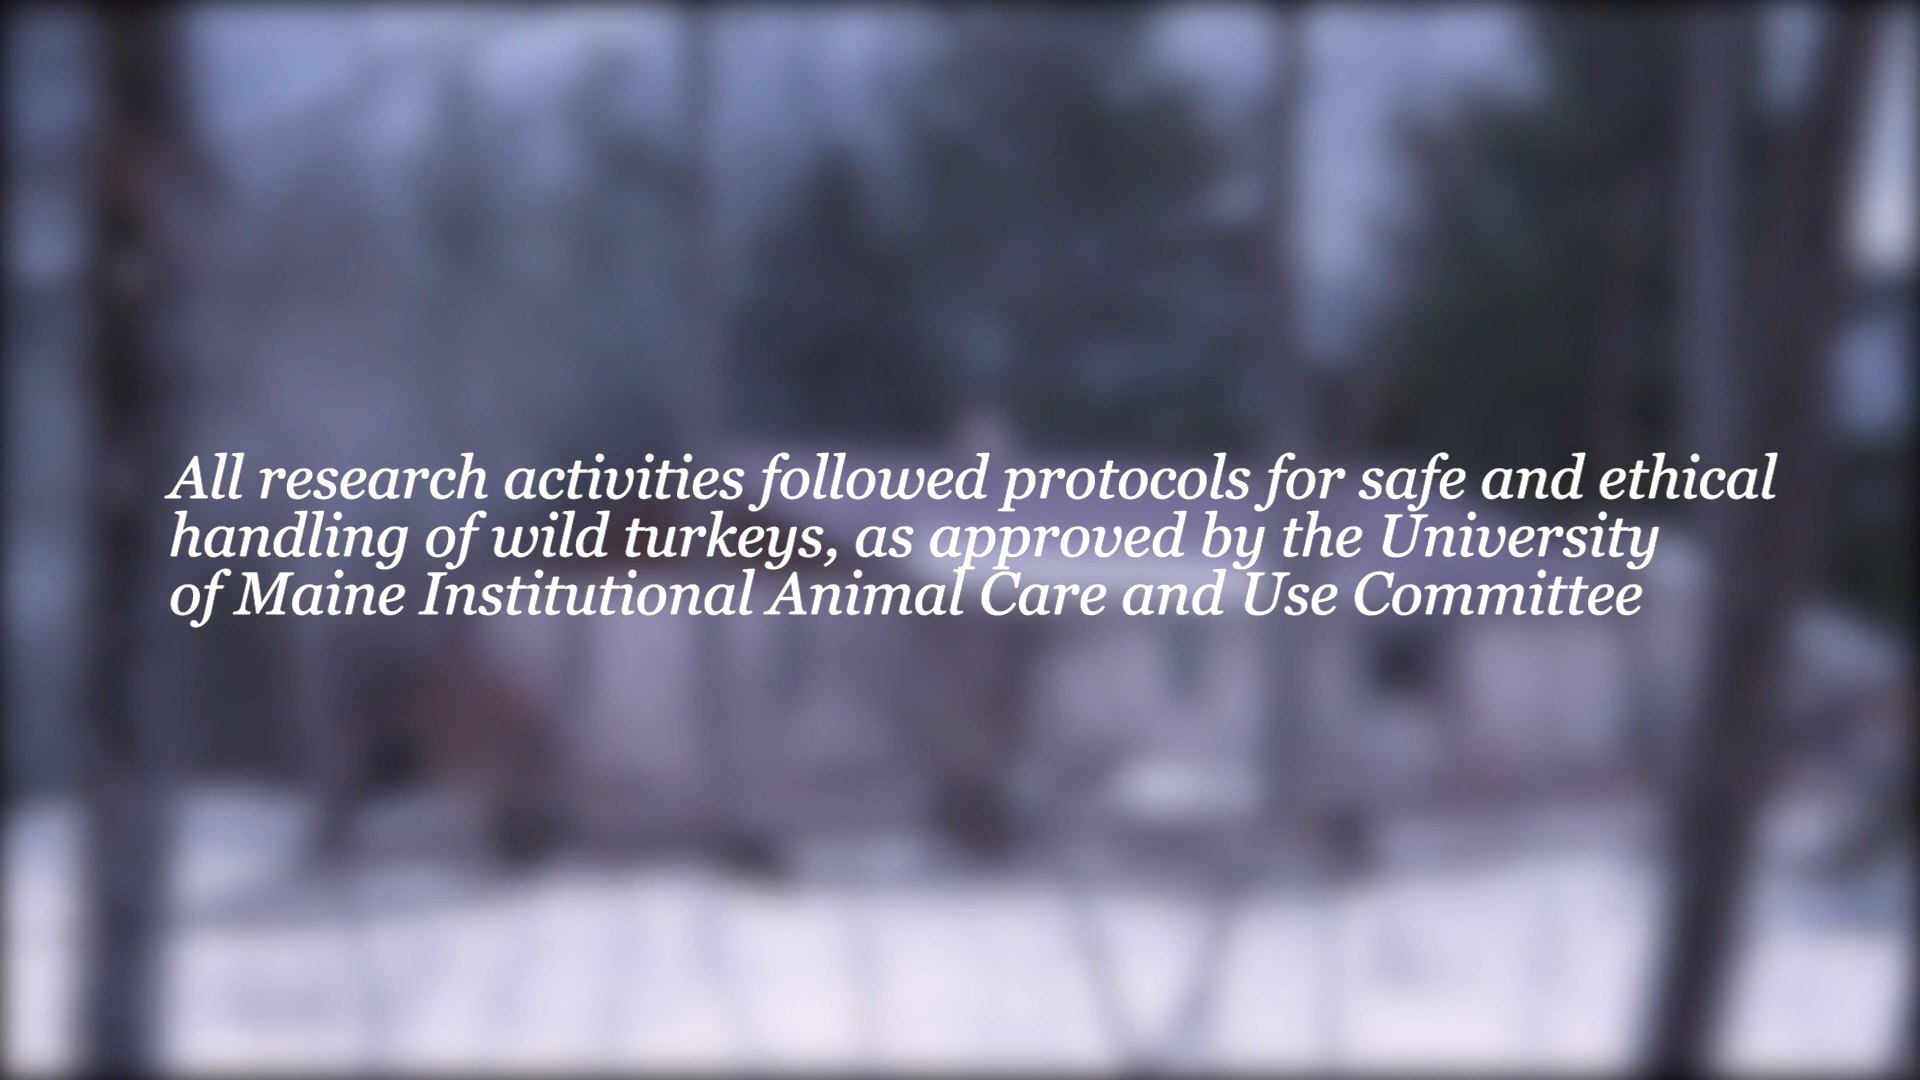 All research activities followed protocols for safe and ethical
handling of wild turkeys, as approved by the University
of Maine Institutional Animal Care and Use Committee